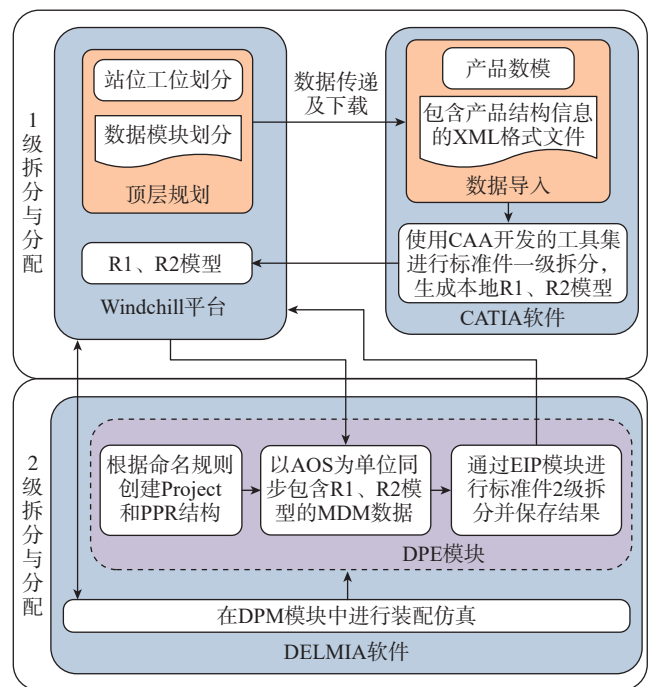 1级拆分与分配
站位工位划分
数据模块划分
顶层规划
数据传递
及下载
产品数模
包含产品结构信息
的XML格式文件
数据导入
R1、R2模型
Windchill平台
使用CAA开发的工具集
进行标准件一级拆分,
生成本地R1、R2模型
CATIA软件
2级拆分与分配
根据命名规则
创建Project
和PPR结构
以AOS为单位同
步包含R1、R2模
型的MDM数据
通过EIP模块进
行标准件2级拆
分并保存结果
DPE模块
在DPM模块中进行装配仿真
DELMIA软件